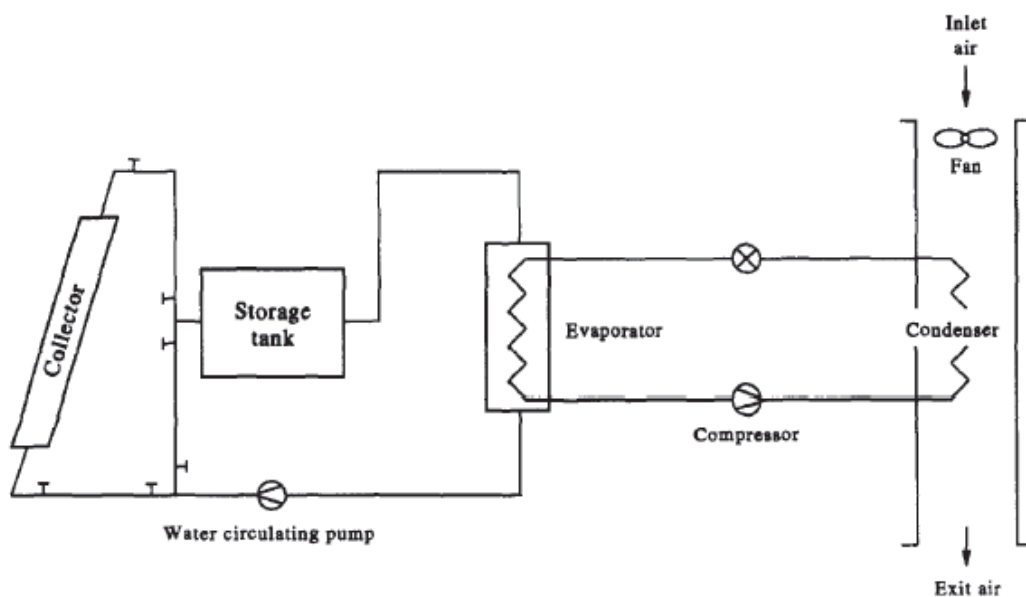 Inlet
air
Fan
Collector
Storage
tank
Evaporator
Condenser
Compressor
Water circulating pump
Exit air